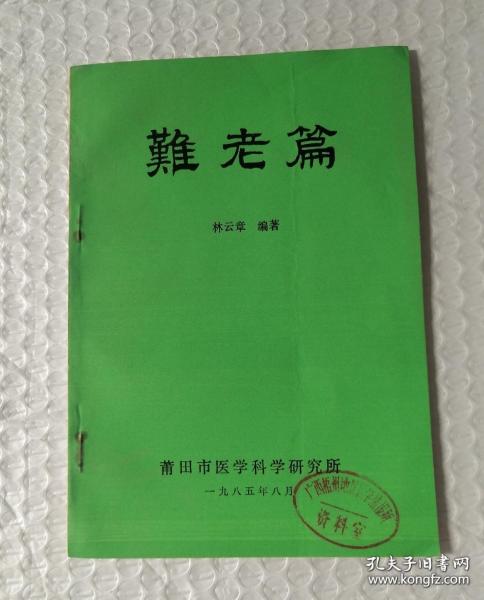 難老篇
林云章 编著
莆田市医学科学研究所
一九八五年八月
资料室
孔夫子旧书网
www.kongfz.com